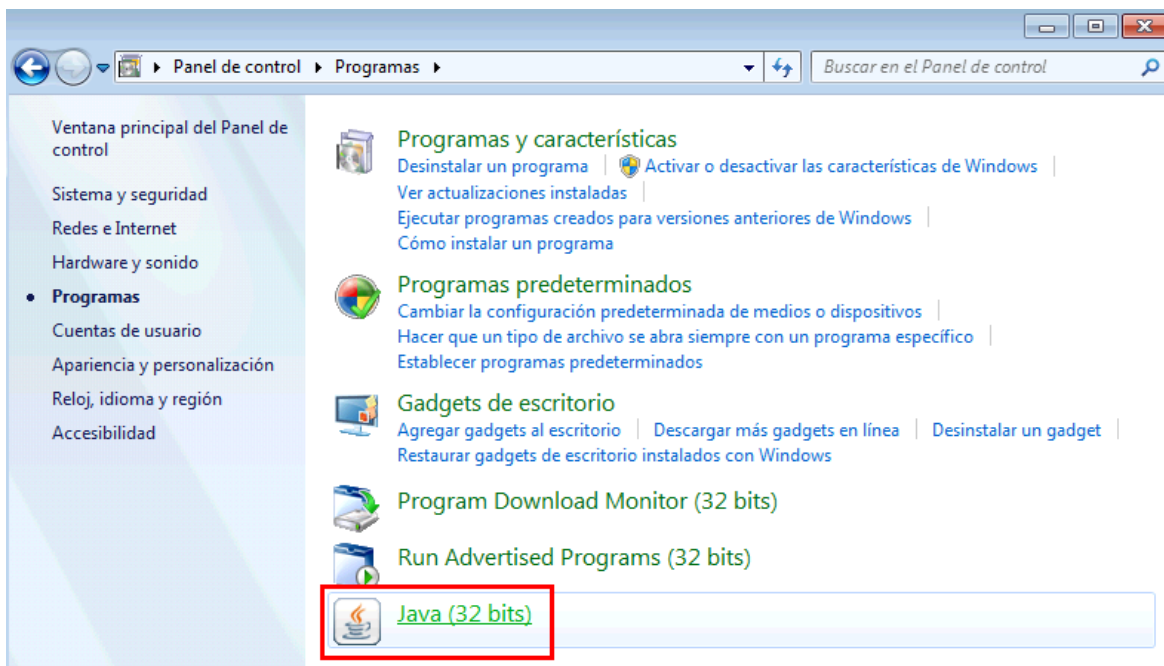 Panel de control Programas
Buscar en el Panel de control
Ventana principal del Panel de
control
Sistema y seguridad
Redes e Internet
Hardware y sonido
Programas
Cuentas de usuario
Apariencia y personalización
Reloj, idioma y región
Accesibilidad
Programas y características
Desinstalar un programa Activar o desactivar las características de Windows
Ver actualizaciones instaladas
Ejecutar programas creados para versiones anteriores de Windows
Cómo instalar un programa
Programas predeterminados
Cambiar la configuración predeterminada de medios o dispositivos
Hacer que un tipo de archivo se abra siempre con un programa específico
Establecer programas predeterminados
Gadgets de escritorio
Agregar gadgets al escritorio Descargar más gadgets en línea Desinstalar un gadget
Restaurar gadgets de escritorio instalados con Windows
Program Download Monitor (32 bits)
Run Advertised Programs (32 bits)
Java (32 bits)